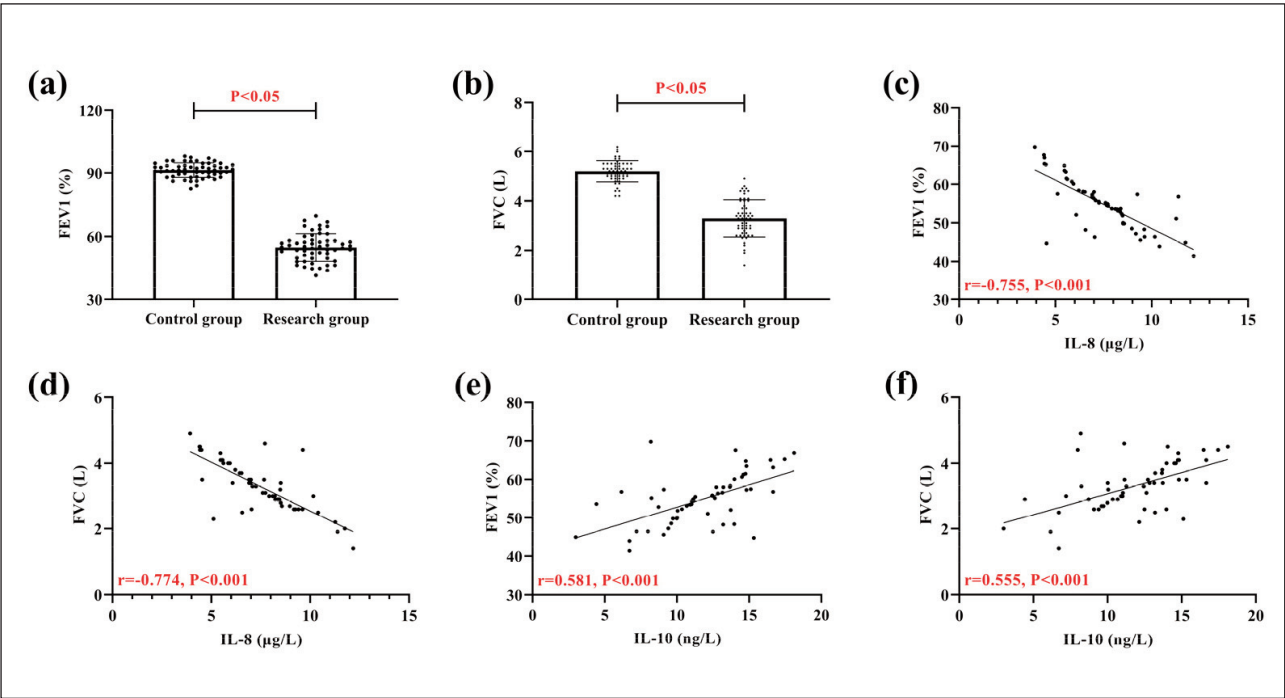 (a)
P<0.05
120
90
60
30
FEV1 (%)
Control group
Research group
(b)
P<0.05
8
6
4
2
0
FVC (L)
Control group
Research group
(c)
80
70
60
50
40
30
FEV1 (%)
r=-0.755, P<0.001
0 5 10 15
IL-8 (μg/L)
(d)
6
4
2
0
FVC (L)
r=-0.774, P<0.001
0 5 10 15
IL-8 (μg/L)
(e)
80
70
60
50
40
30
FEV1 (%)
r=0.581, P<0.001
0 5 10 15 20
IL-10 (ng/L)
(f)
6
4
2
0
FVC (L)
r=0.555, P<0.001
0 5 10 15 20
IL-10 (ng/L)